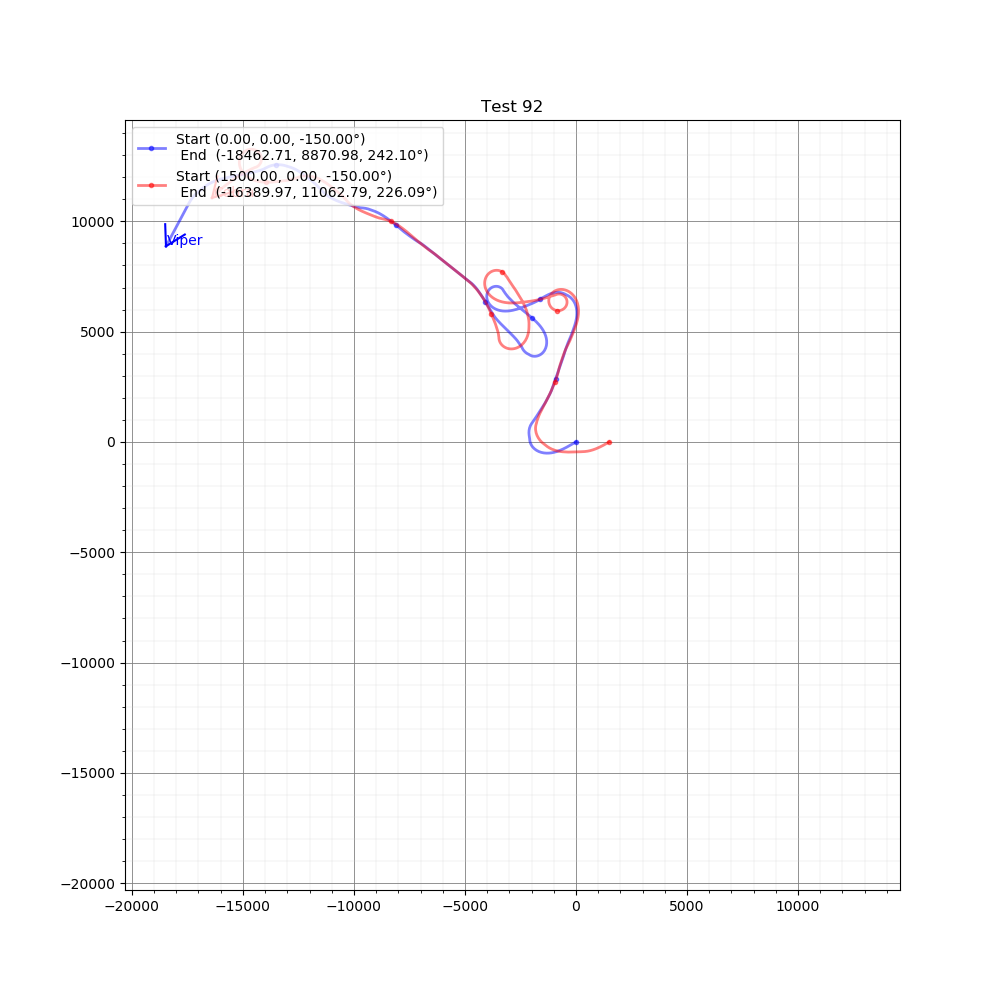 Test 92
Start (0.00, 0.00, -150.00°)
End  (-18462.71, 8870.98, 242.10°)
Start (1500.00, 0.00, -150.00°)
End  (-16389.97, 11062.79, 226.09°)
Viper
10000
5000
0
−5000
−10000
−15000
−20000
−20000
−15000
−10000
−5000
0
5000
10000